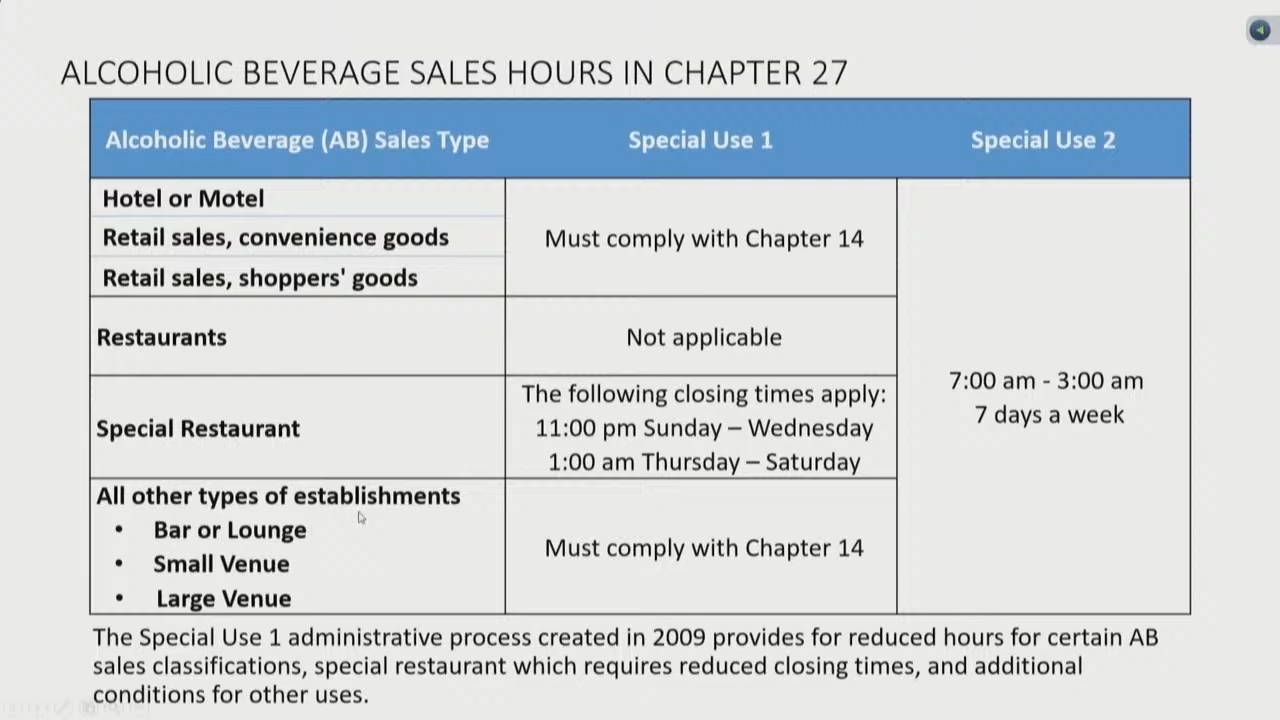 ALCOHOLIC BEVERAGE SALES HOURS IN CHAPTER 27
Alcoholic Beverage (AB) Sales Type
Special Use 1
Special Use 2
Hotel or Motel
Retail sales, convenience goods
Retail sales, shoppers' goods
Must comply with Chapter 14
Restaurants
Not applicable
Special Restaurant
The following closing times apply:
11:00 pm Sunday – Wednesday
1:00 am Thursday – Saturday
All other types of establishments
• Bar or Lounge
• Small Venue
• Large Venue
Must comply with Chapter 14
7:00 am - 3:00 am
7 days a week
The Special Use 1 administrative process created in 2009 provides for reduced hours for certain AB
sales classifications, special restaurant which requires reduced closing times, and additional
conditions for other uses.